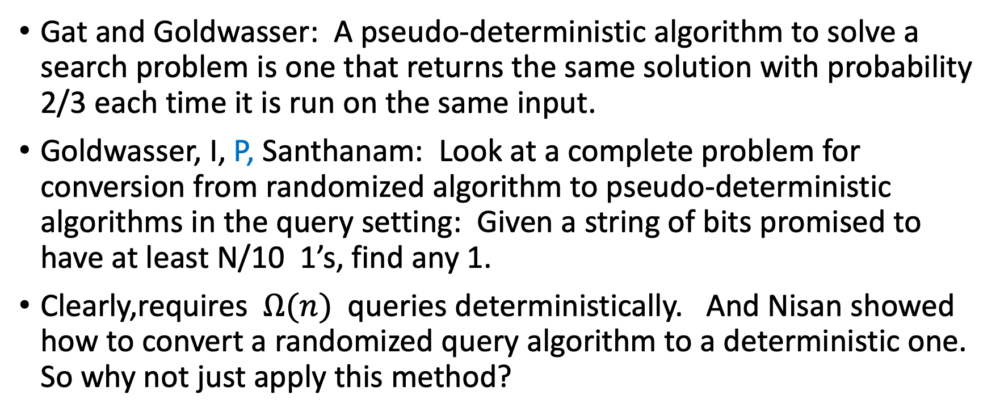 • Gat and Goldwasser:  A pseudo-deterministic algorithm to solve a
search problem is one that returns the same solution with probability
2/3 each time it is run on the same input.
• Goldwasser, I, P, Santhanam:  Look at a complete problem for
conversion from randomized algorithm to pseudo-deterministic
algorithms in the query setting:  Given a string of bits promised to
have at least N/10  1’s, find any 1.
• Clearly,requires  Ω(𝑛)  queries deterministically.   And Nisan showed
how to convert a randomized query algorithm to a deterministic one.
So why not just apply this method?